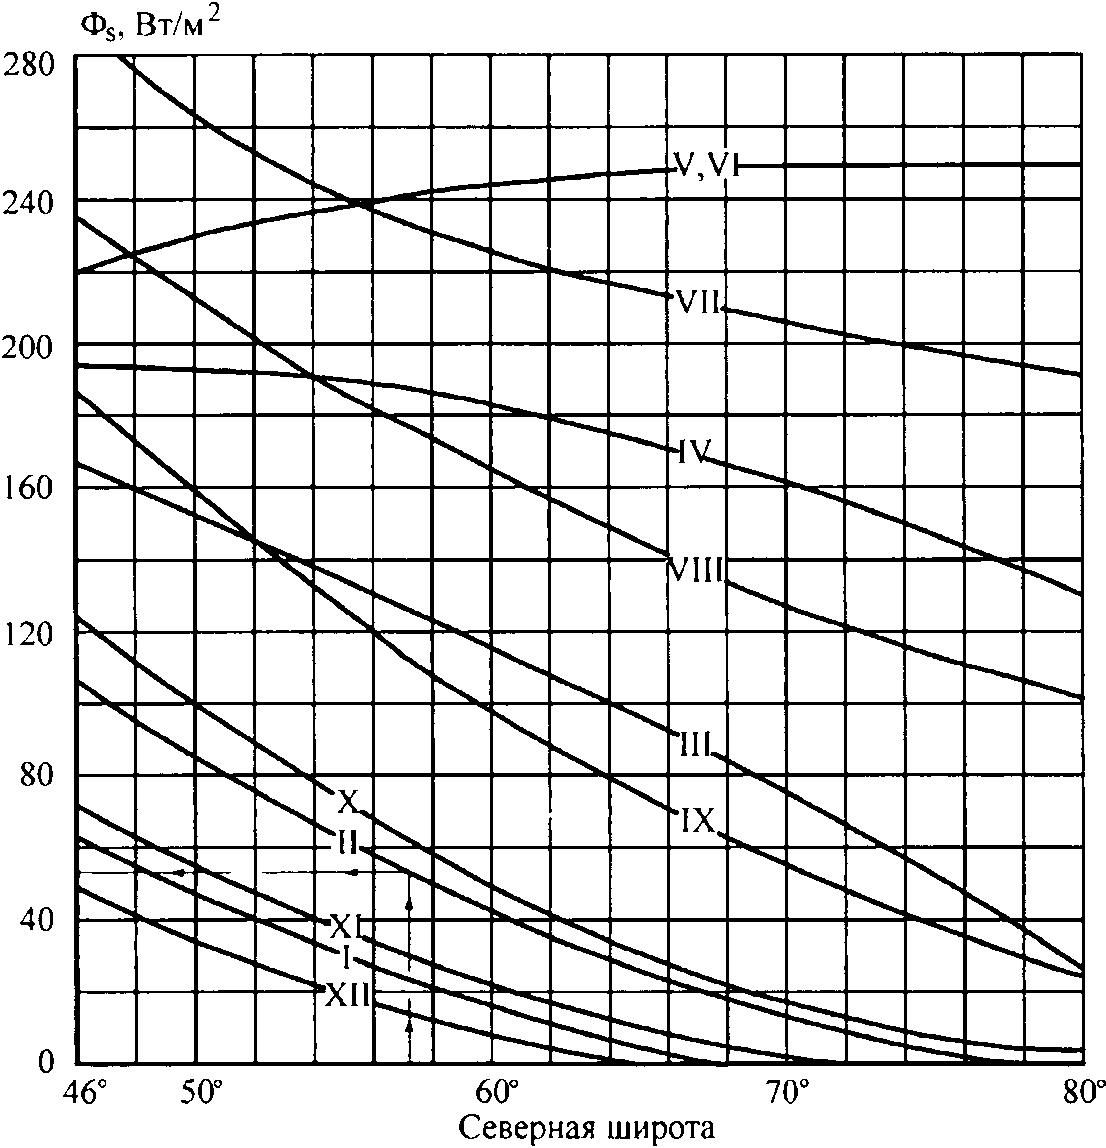 Φs, Вт/м²
280
240
200
160
120
80
40
0
V,VI
VII
IV
VIII
III
IX
X
II
XI
I
XII
46° 50° 60° 70° 80°
Северная широта